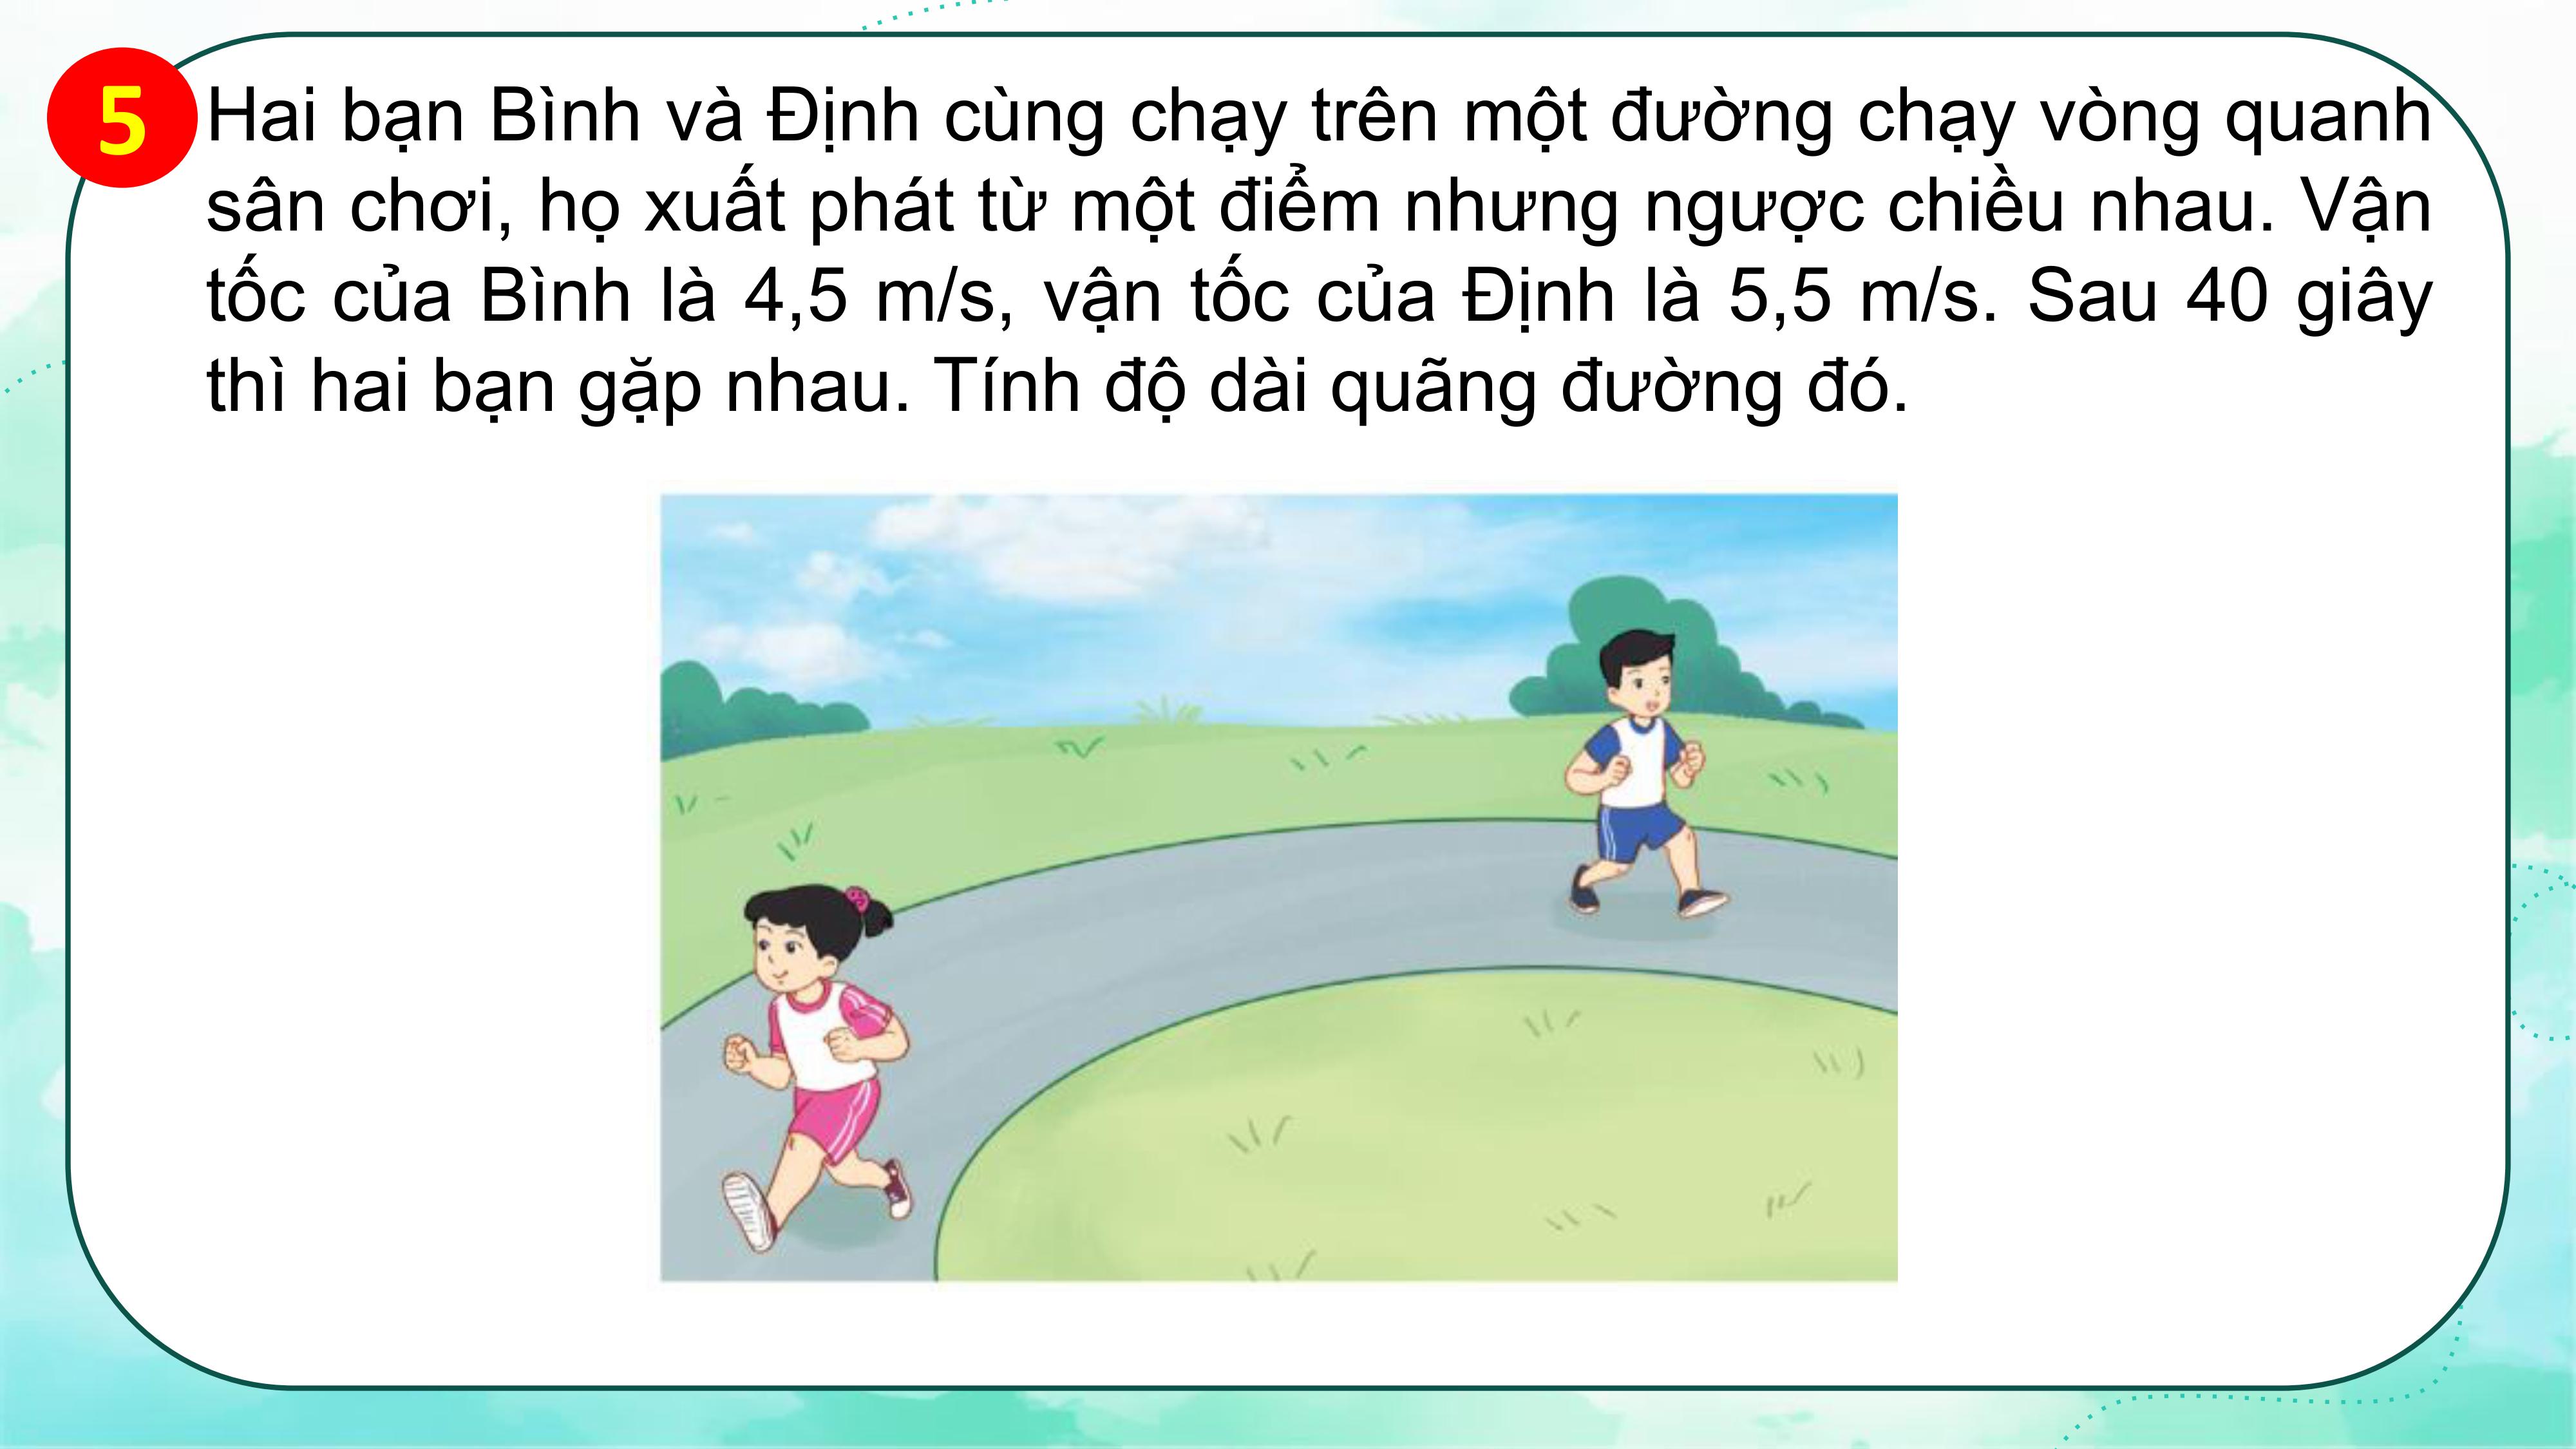 5
Hai bạn Bình và Định cùng chạy trên một đường chạy vòng quanh
sân chơi, họ xuất phát từ một điểm nhưng ngược chiều nhau. Vận
tốc của Bình là 4,5 m/s, vận tốc của Định là 5,5 m/s. Sau 40 giây
thì hai bạn gặp nhau. Tính độ dài quãng đường đó.